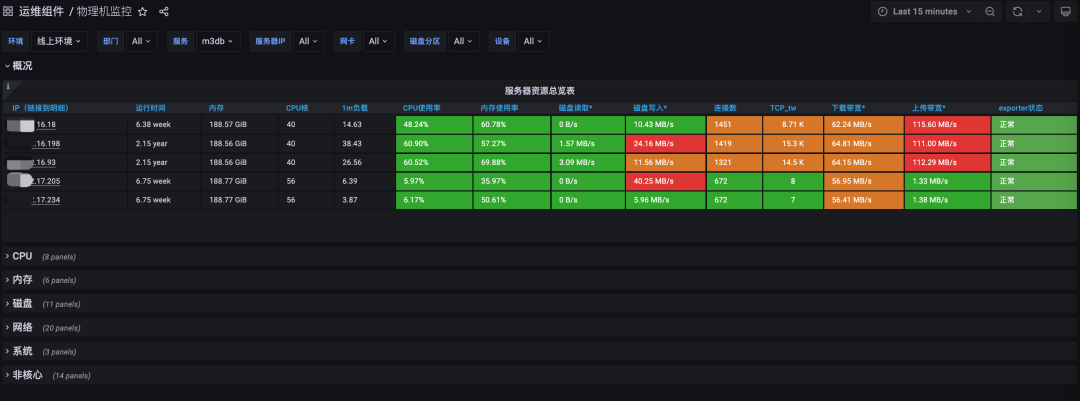 运维组件 / 物理机监控 Last 15 minutes
环境 线上环境 部门 All 服务 m3db 服务器IP All 网卡 All 磁盘分区 All 设备 All
概况
i 服务器资源总览表
IP（链接到明细） 运行时间 内存 CPU核 1m负载 CPU使用率 内存使用率 磁盘读取* 磁盘写入* 连接数 TCP_tw 下载带宽* 上传带宽* exporter状态
16.18 6.38 week 188.57 GiB 40 14.63 48.24% 60.78% 0 B/s 10.43 MB/s 1451 8.71 K 62.24 MB/s 115.60 MB/s 正常
.16.198 2.15 year 188.56 GiB 40 38.43 60.90% 57.27% 1.57 MB/s 24.16 MB/s 1419 15.3 K 64.81 MB/s 111.00 MB/s 正常
.16.93 2.15 year 188.56 GiB 40 26.56 60.52% 69.88% 3.09 MB/s 11.56 MB/s 1321 14.5 K 64.15 MB/s 112.29 MB/s 正常
.17.205 6.75 week 188.77 GiB 56 6.39 5.97% 35.97% 0 B/s 40.25 MB/s 672 8 56.95 MB/s 1.33 MB/s 正常
.17.234 6.75 week 188.77 GiB 56 3.87 6.17% 50.61% 0 B/s 5.96 MB/s 672 7 56.41 MB/s 1.38 MB/s 正常
CPU (8 panels)
内存 (6 panels)
磁盘 (11 panels)
网络 (20 panels)
系统 (3 panels)
非核心 (14 panels)